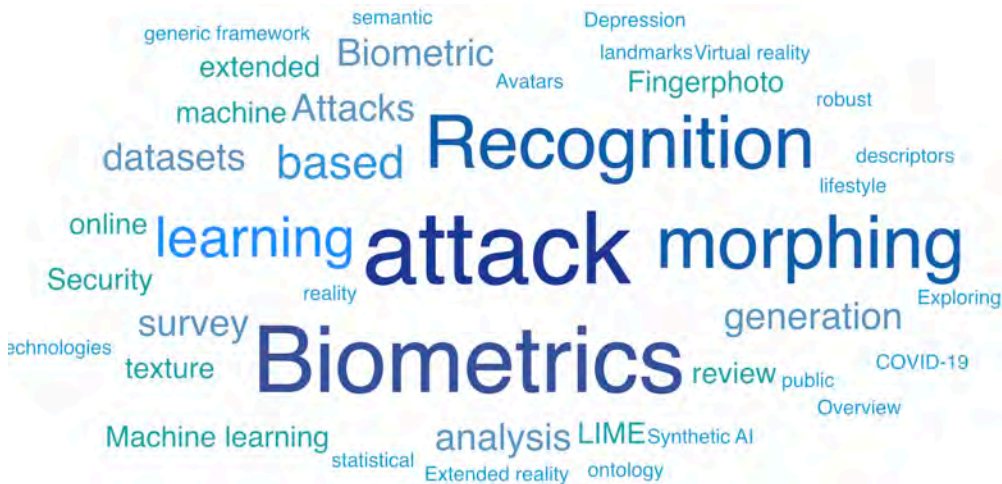 semantic
Depression
generic framework
Biometric
landmarks
Virtual reality
extended
Avatars
Fingerphoto
machine
Attacks
robust
Recognition
datasets
based
descriptors
lifestyle
online
learning
attack
morphing
Security
reality
Exploring
survey
generation
echnologies
Biometrics
texture
review
public
COVID-19
Overview
Machine learning
analysis
LIME
Synthetic AI
statistical
Extended reality
ontology